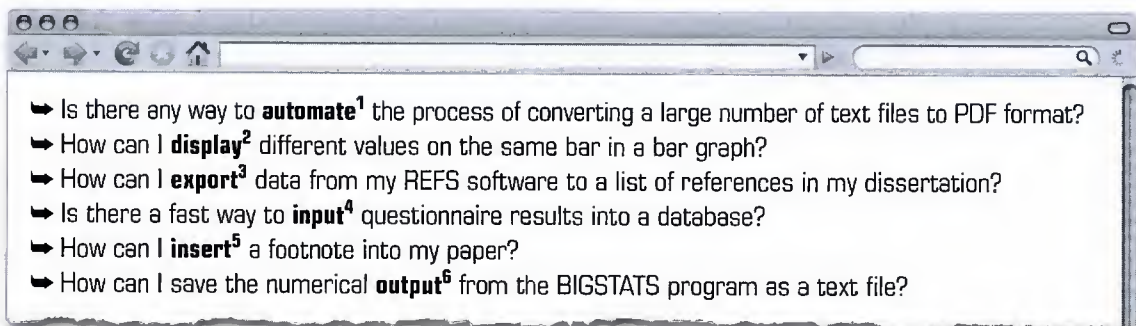 ➥ Is there any way to automate¹ the process of converting a large number of text files to PDF format?
➥ How can I display² different values on the same bar in a bar graph?
➥ How can I export³ data from my REFS software to a list of references in my dissertation?
➥ Is there a fast way to input⁴ questionnaire results into a database?
➥ How can I insert⁵ a footnote into my paper?
➥ How can I save the numerical output⁶ from the BIGSTATS program as a text file?